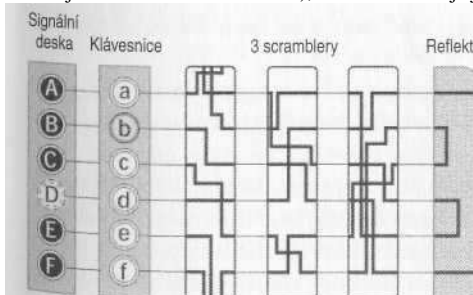 Signální
deska Klávesnice 3 scramblery Reflekt
A a
B b
C c
D d
E e
F f